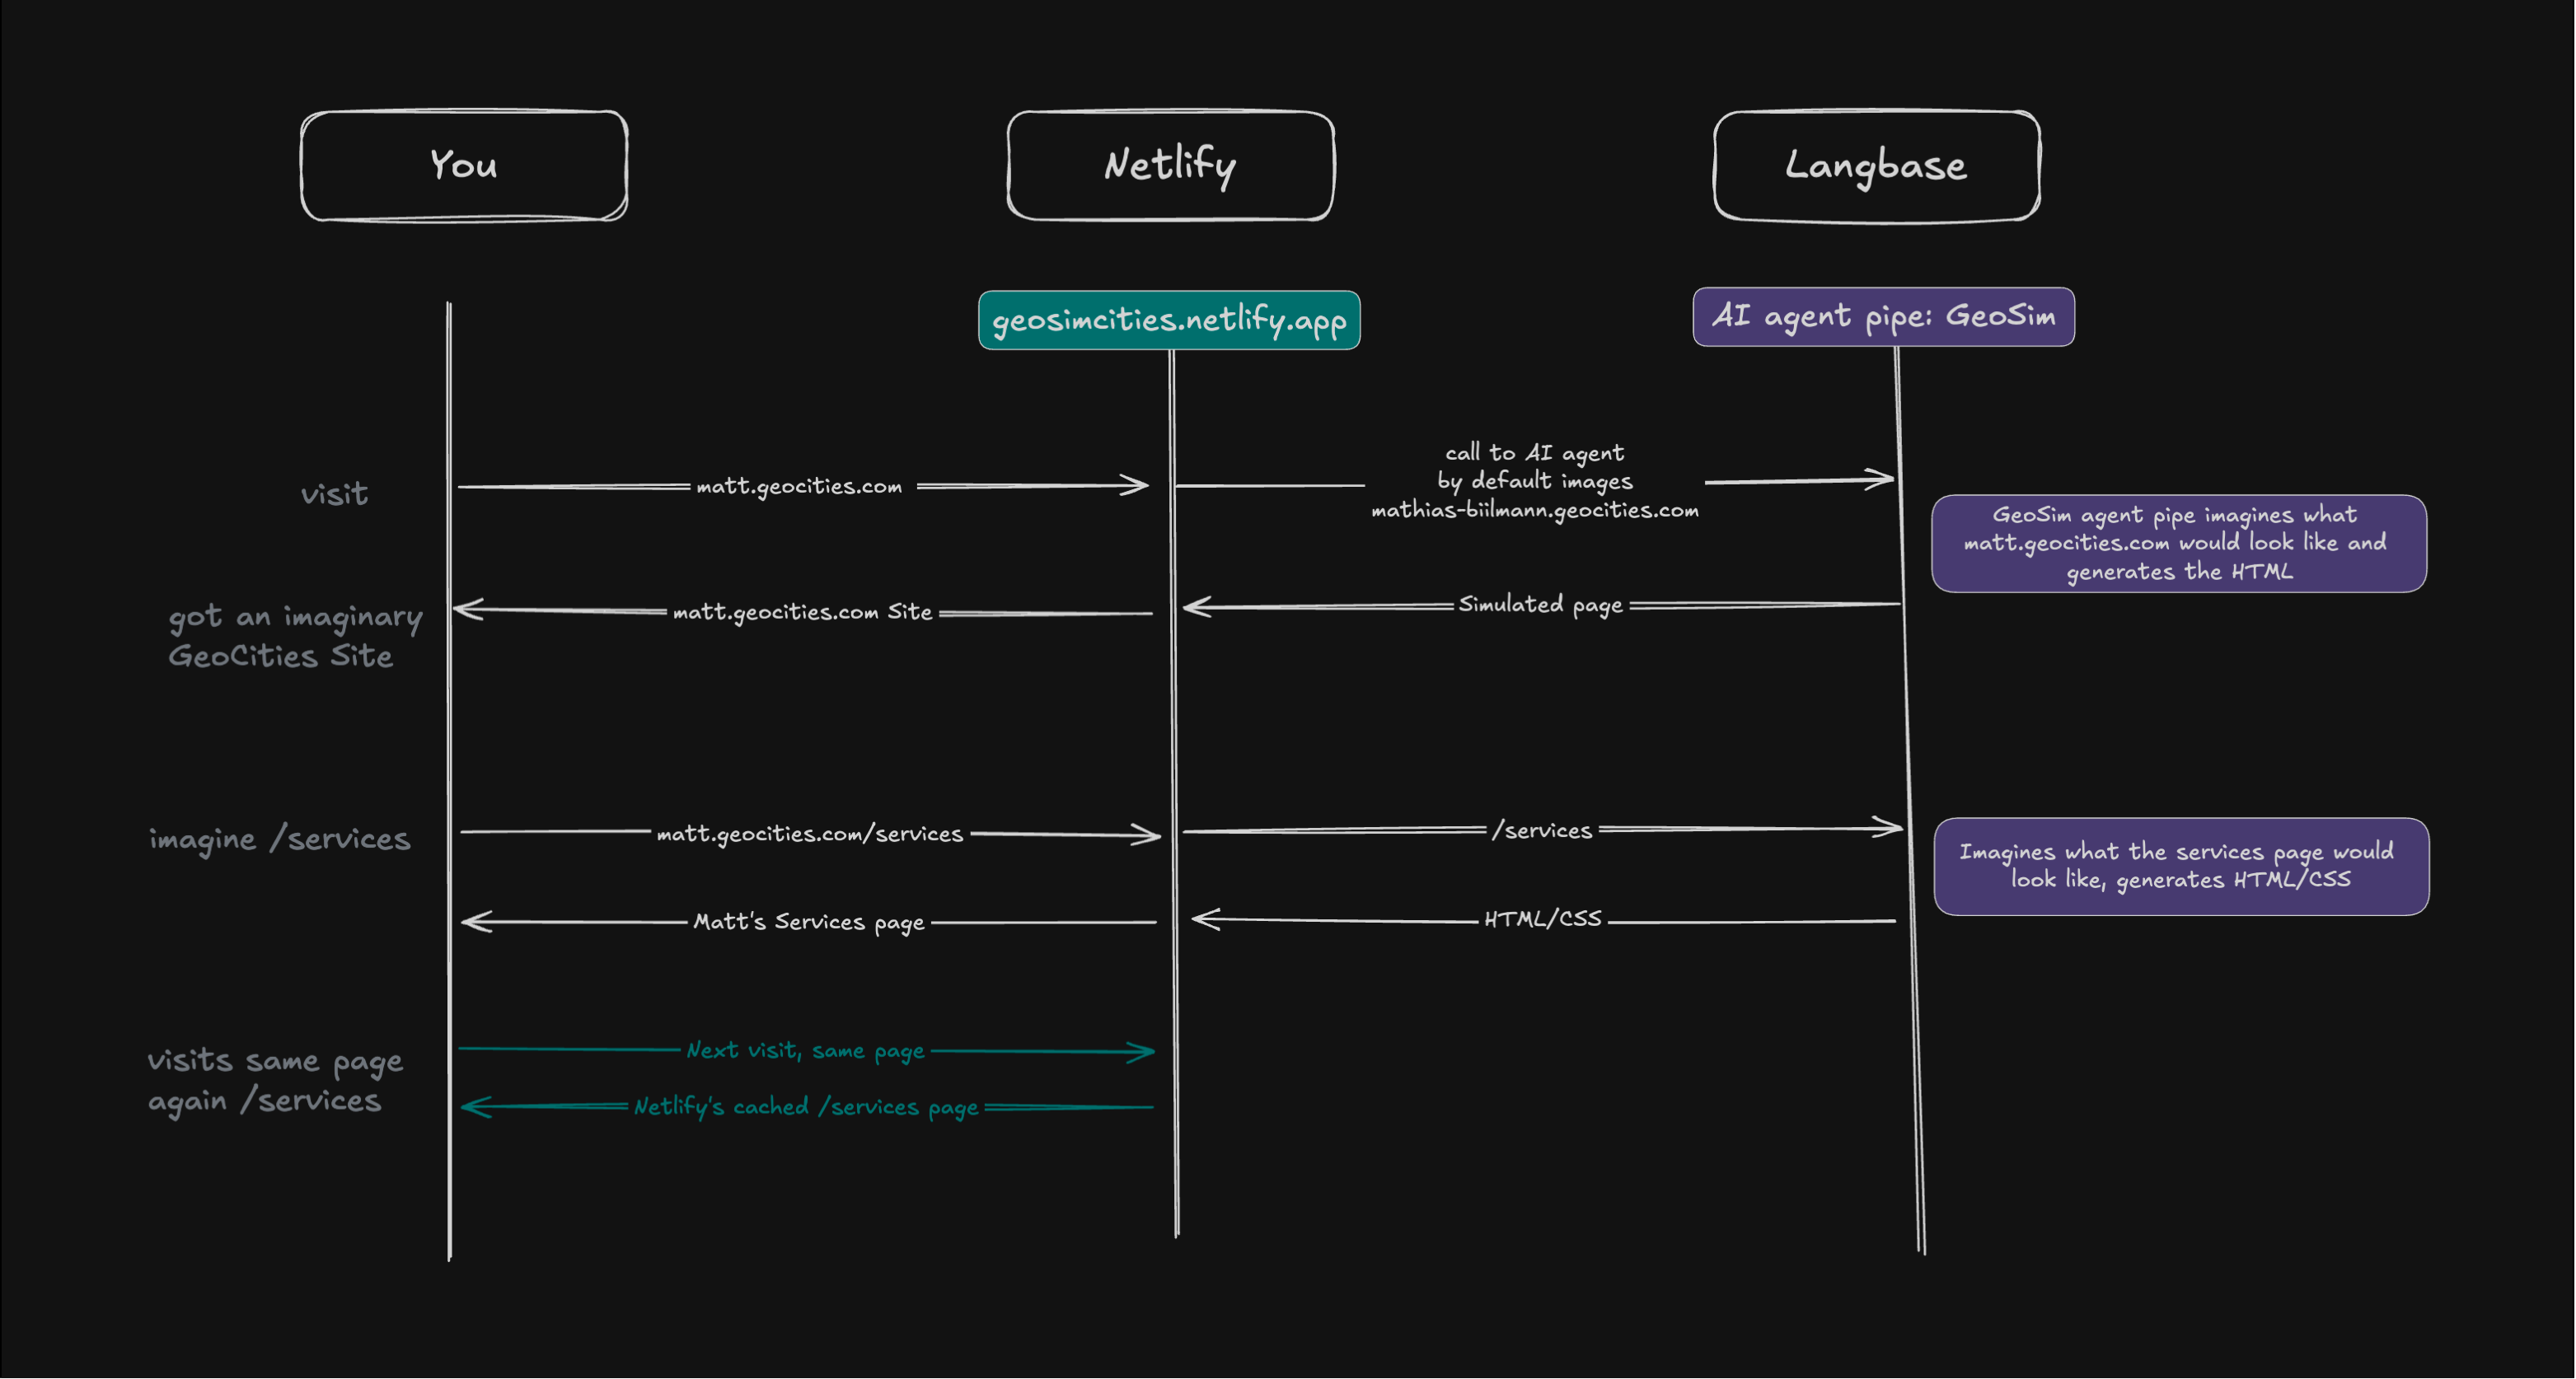 You
Netlify
Langbase
geosimcities.netlify.app
AI agent pipe: GeoSim
visit
matt.geocities.com
call to AI agent
by default images
mathias-biilmann.geocities.com
GeoSim agent pipe imagines what
matt.geocities.com would look like and
generates the HTML
got an imaginary
GeoCities Site
matt.geocities.com Site
Simulated page
imagine /services
matt.geocities.com/services
/services
Imagines what the services page would
look like, generates HTML/CSS
Matt's Services page
HTML/CSS
visits same page
again /services
Next visit, same page
Netlify's cached /services page